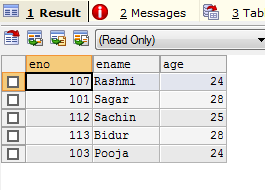 1 Result 2 Messages 3 Tab
(Read Only)
eno ename age
107 Rashmi 24
101 Sagar 28
112 Sachin 25
113 Bidur 28
103 Pooja 24